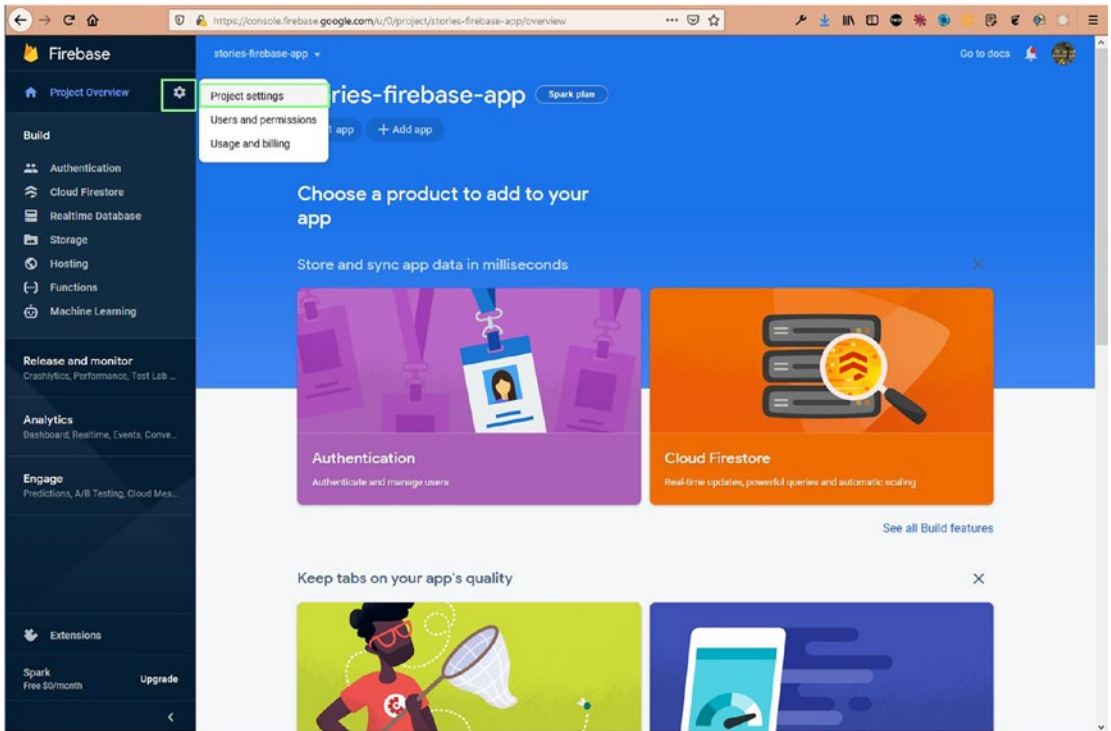 https://console.firebase.google.com/u/0/project/stories-firebase-app/overview
Firebase
stories-firebase-app
Go to docs
Project Overview
Project settings
Users and permissions
Usage and billing
ries-firebase-app
Spark plan
1 app
+ Add app
Build
Authentication
Cloud Firestore
Realtime Database
Storage
Hosting
Functions
Machine Learning
Release and monitor
Crashlytics, Performance, Test Lab ...
Analytics
Dashboard, Realtime, Events, Conve...
Engage
Predictions, A/B Testing, Cloud Mes...
Extensions
Spark
Free $0/month
Upgrade
Choose a product to add to your
app
Store and sync app data in milliseconds
Authentication
Authenticate and manage users
Cloud Firestore
Real-time updates, powerful queries and automatic scaling
See all Build features
Keep tabs on your app's quality